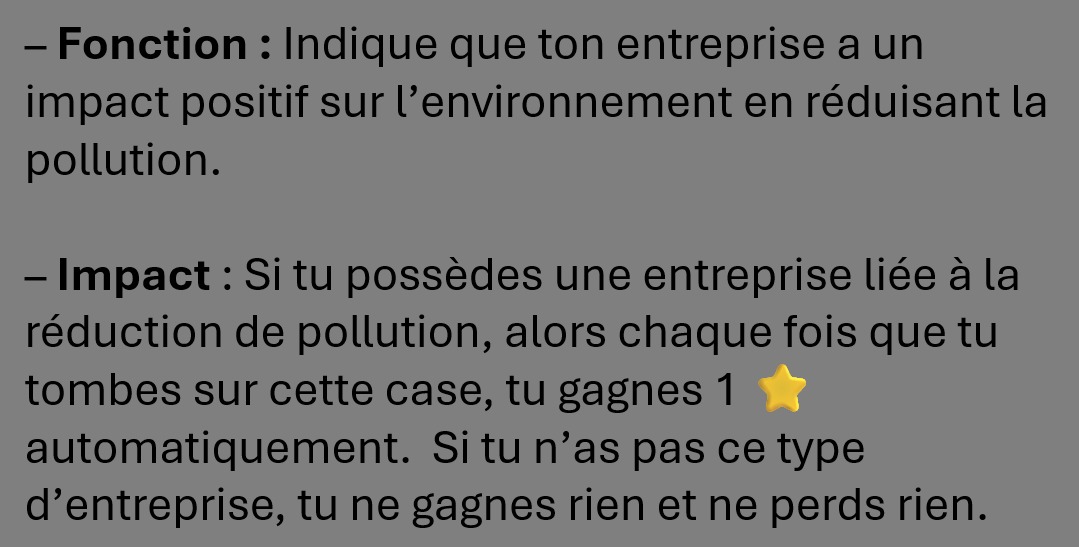 – Fonction : Indique que ton entreprise a un
impact positif sur l’environnement en réduisant la
pollution.
– Impact : Si tu possèdes une entreprise liée à la
réduction de pollution, alors chaque fois que tu
tombes sur cette case, tu gagnes 1 ⭐
automatiquement.  Si tu n’as pas ce type
d’entreprise, tu ne gagnes rien et ne perds rien.